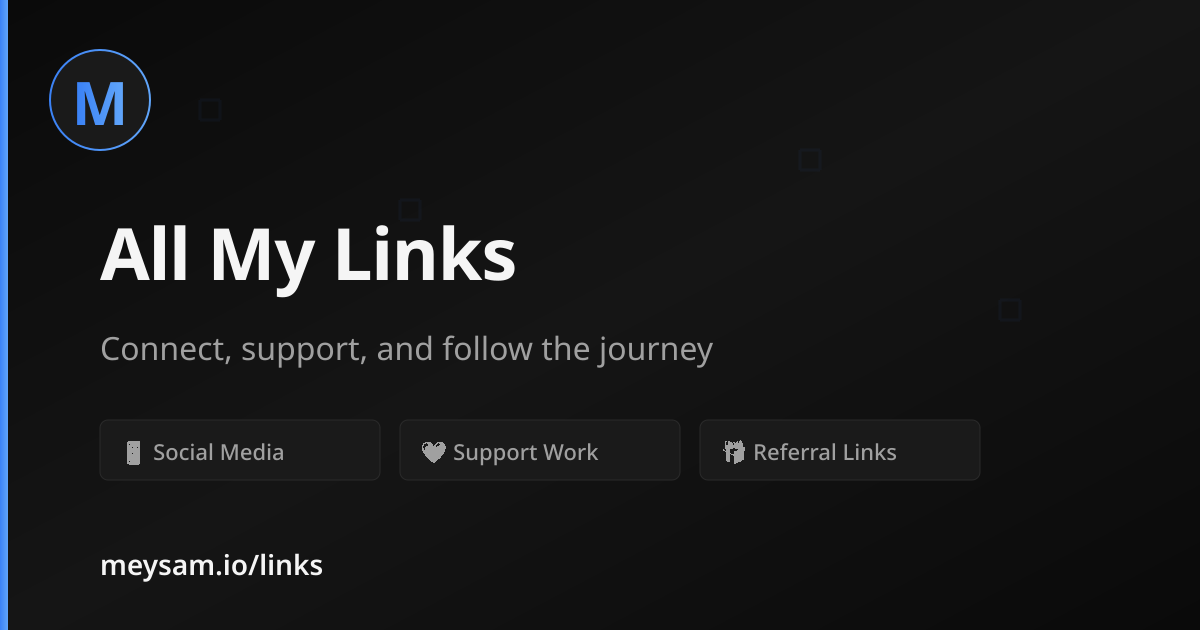 M
All My Links
Connect, support, and follow the journey
Social Media
Support Work
Referral Links
meysam.io/links